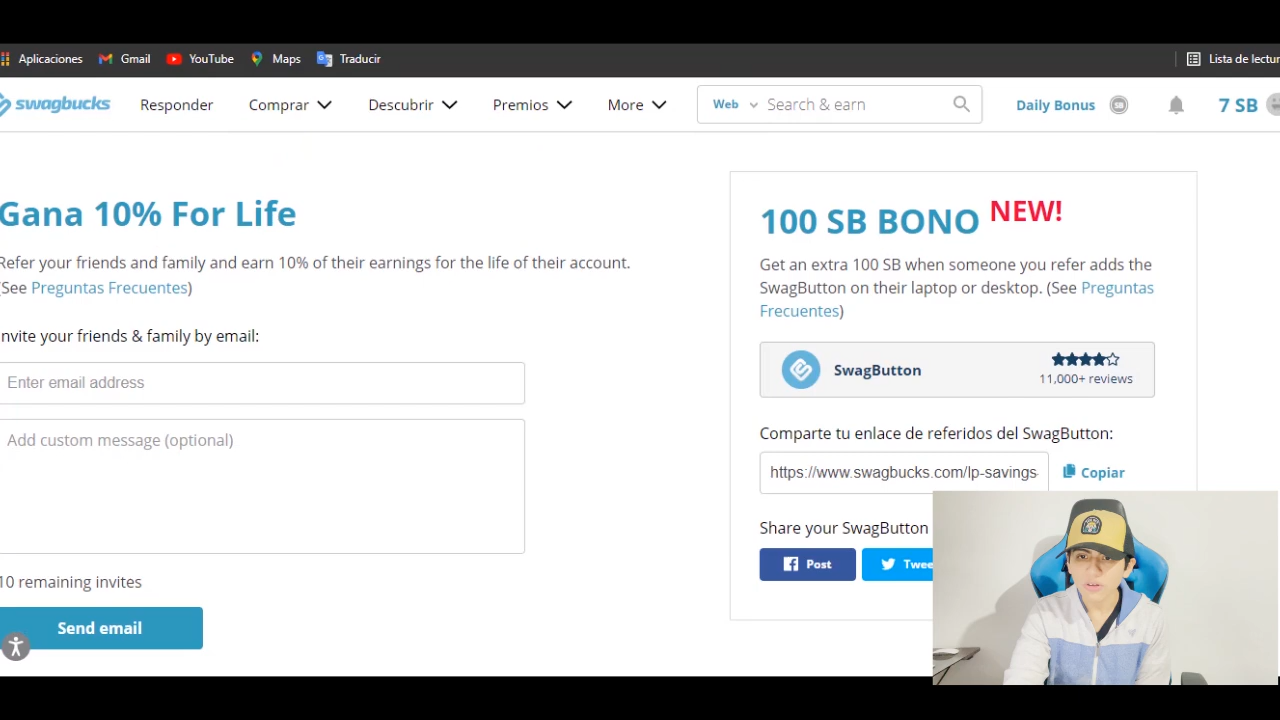 Aplicaciones Gmail YouTube Maps Traducir Lista de lectur
swagbucks Responder Comprar Descubrir Premios More Web Search & earn Daily Bonus 7 SB
Gana 10% For Life
Refer your friends and family and earn 10% of their earnings for the life of their account.
(See Preguntas Frecuentes)
nvite your friends & family by email:
Enter email address
Add custom message (optional)
10 remaining invites
Send email
100 SB BONO NEW!
Get an extra 100 SB when someone you refer adds the
SwagButton on their laptop or desktop. (See Preguntas
Frecuentes)
SwagButton
11,000+ reviews
Comparte tu enlace de referidos del SwagButton:
https://www.swagbucks.com/lp-savings- Copiar
Share your SwagButton
Post Twee